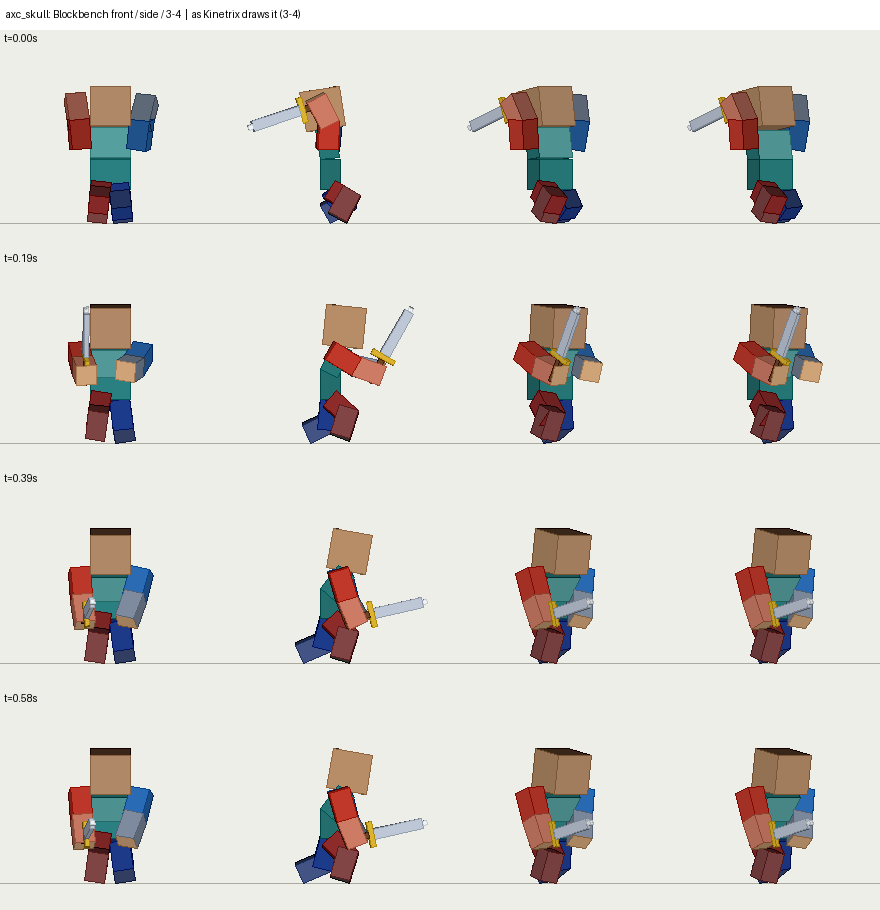 axc_skull: Blockbench front / side / 3-4 | as Kinetrix draws it (3-4)
t=0.00s
t=0.19s
t=0.39s
t=0.58s